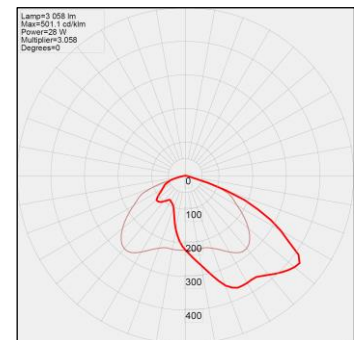 Lamp=3 058 lm
Max=501.1 cd/klm
Power=28 W
Multiplier=3.058
Degrees=0
0
100
200
300
400